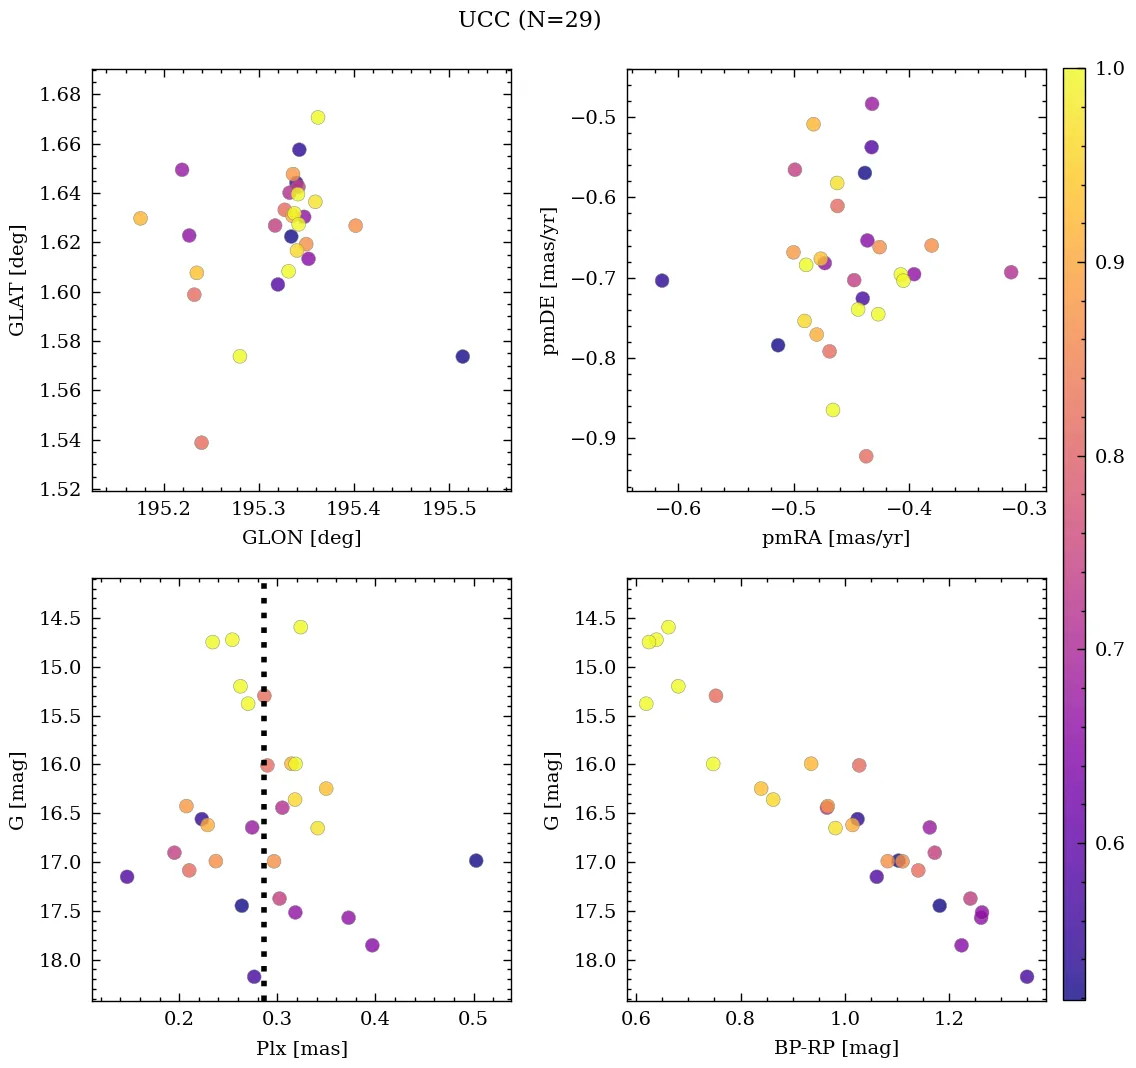 UCC (N=29)
1.68
1.66
1.64
1.62
1.60
1.58
1.56
1.54
1.52
GLAT [deg]
195.2 195.3 195.4 195.5
GLON [deg]
−0.5
−0.6
−0.7
−0.8
−0.9
pmDE [mas/yr]
−0.6 −0.5 −0.4 −0.3
pmRA [mas/yr]
1.0
0.9
0.8
0.7
0.6
14.5
15.0
15.5
16.0
16.5
17.0
17.5
18.0
G [mag]
0.2 0.3 0.4 0.5
Plx [mas]
14.5
15.0
15.5
16.0
16.5
17.0
17.5
18.0
G [mag]
0.6 0.8 1.0 1.2
BP-RP [mag]